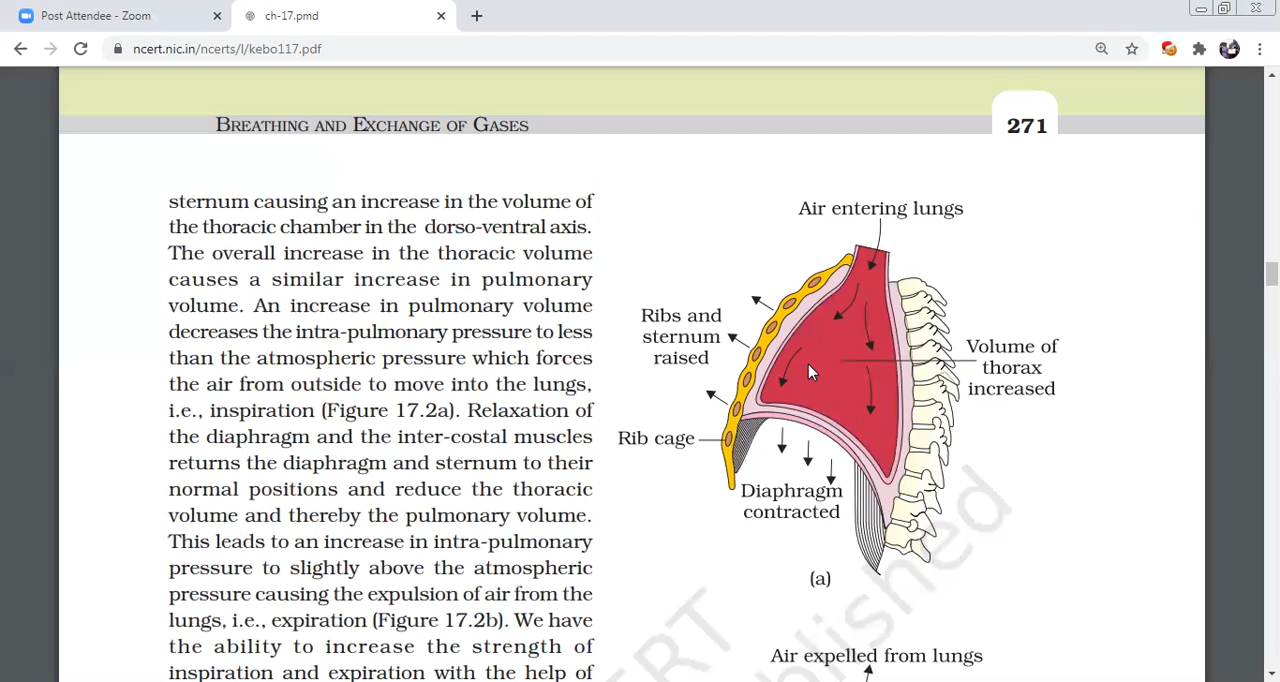 Post Attendee - Zoom
ch-17.pmd
ncert.nic.in/ncerts/l/kebo117.pdf
BREATHING AND EXCHANGE OF GASES
271
sternum causing an increase in the volume of
the thoracic chamber in the dorso-ventral axis.
The overall increase in the thoracic volume
causes a similar increase in pulmonary
volume. An increase in pulmonary volume
decreases the intra-pulmonary pressure to less
than the atmospheric pressure which forces
the air from outside to move into the lungs,
i.e., inspiration (Figure 17.2a). Relaxation of
the diaphragm and the inter-costal muscles
returns the diaphragm and sternum to their
normal positions and reduce the thoracic
volume and thereby the pulmonary volume.
This leads to an increase in intra-pulmonary
pressure to slightly above the atmospheric
pressure causing the expulsion of air from the
lungs, i.e., expiration (Figure 17.2b). We have
the ability to increase the strength of
inspiration and expiration with the help of
Air entering lungs
Ribs and
sternum
raised
Volume of
thorax
increased
Rib cage
Diaphragm
contracted
(a)
Air expelled from lungs
ERT
published